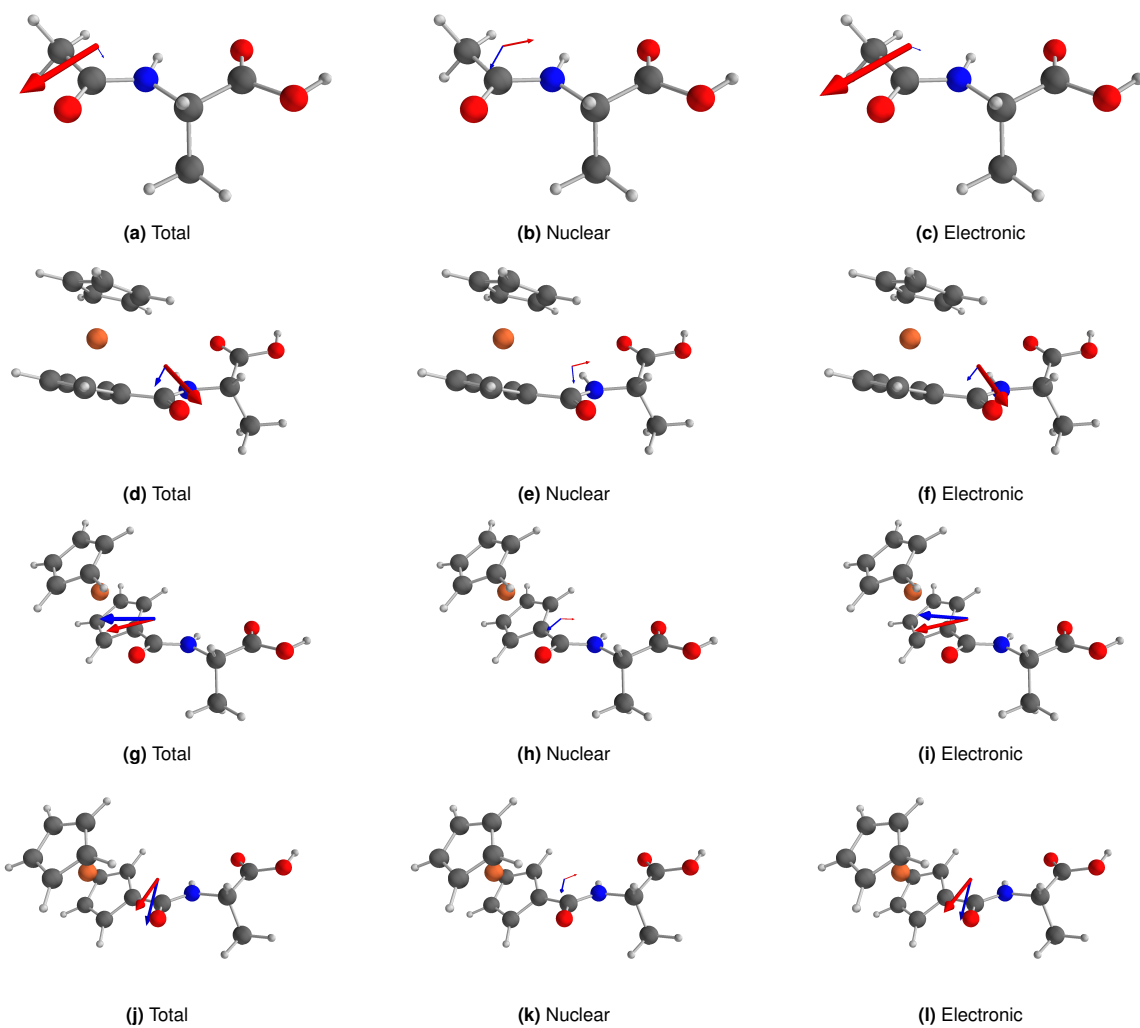 (a) Total
(b) Nuclear
(c) Electronic
(d) Total
(e) Nuclear
(f) Electronic
(g) Total
(h) Nuclear
(i) Electronic
(j) Total
(k) Nuclear
(l) Electronic